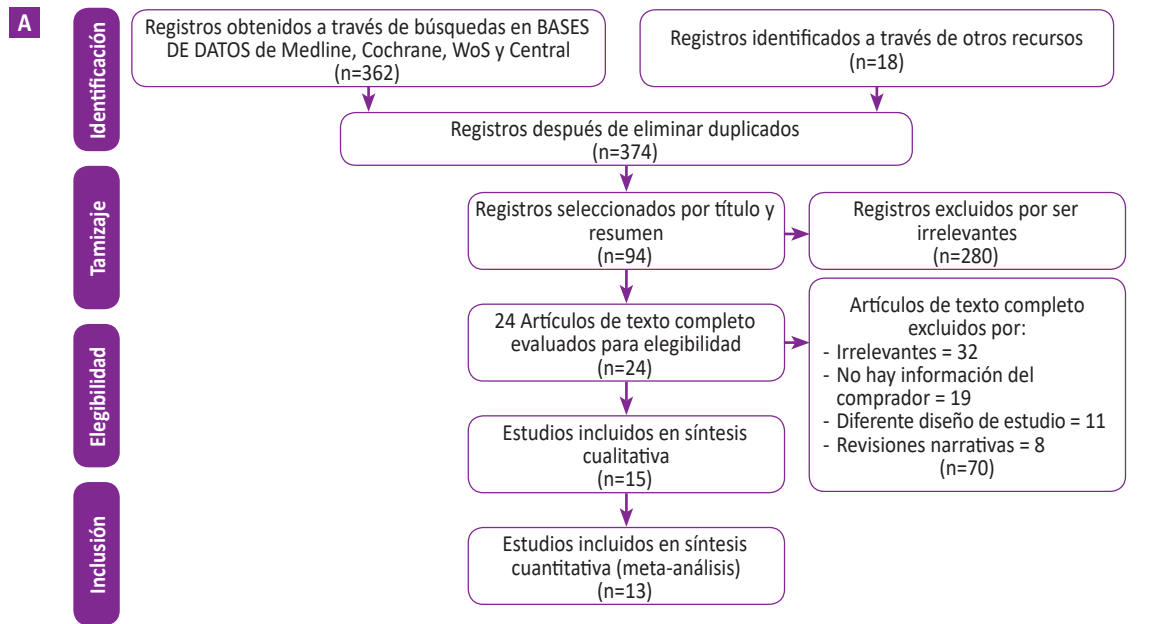 A
Identificación
Registros obtenidos a través de búsquedas en BASES
DE DATOS de Medline, Cochrane, WoS y Central
(n=362)
Registros identificados a través de otros recursos
(n=18)
Registros después de eliminar duplicados
(n=374)
Tamizaje
Registros seleccionados por título y
resumen
(n=94)
Registros excluidos por ser
irrelevantes
(n=280)
Elegibilidad
24 Artículos de texto completo
evaluados para elegibilidad
(n=24)
Artículos de texto completo
excluidos por:
- Irrelevantes = 32
- No hay información del
comprador = 19
- Diferente diseño de estudio = 11
- Revisiones narrativas = 8
(n=70)
Estudios incluidos en síntesis
cualitativa
(n=15)
Inclusión
Estudios incluidos en síntesis
cuantitativa (meta-análisis)
(n=13)